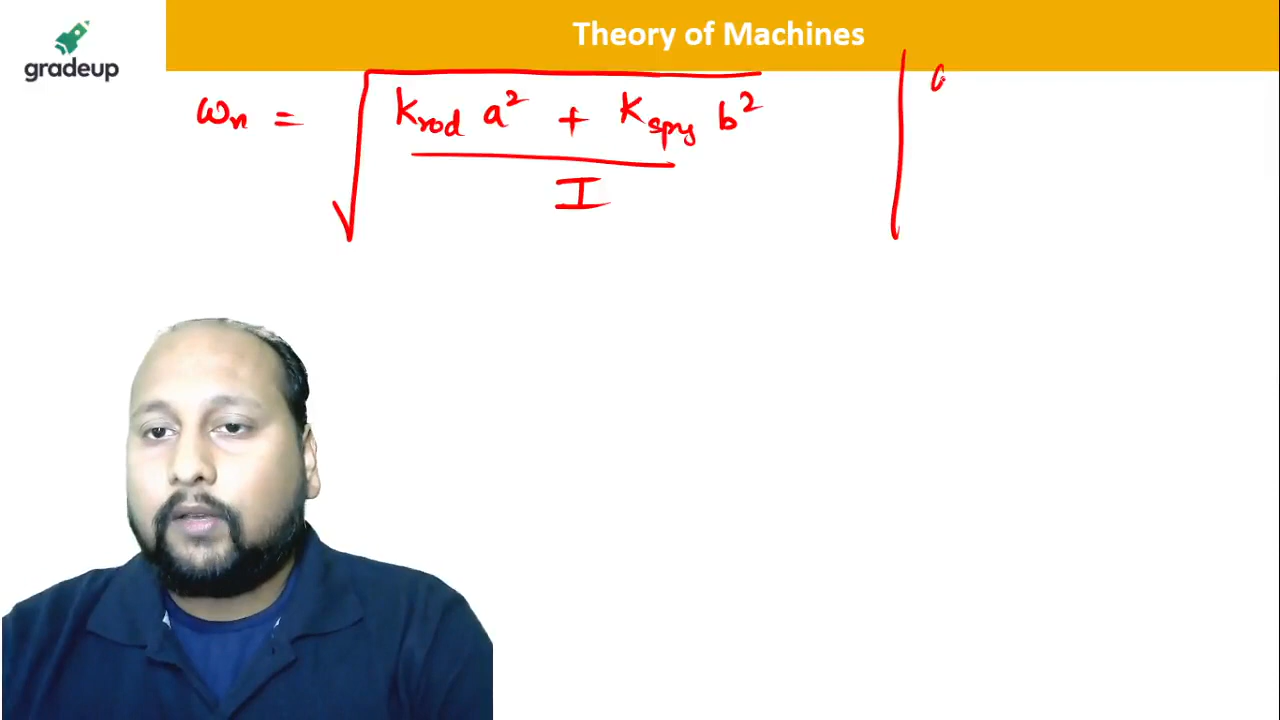 Theory of Machines
gradeup
ωn = √((Krod a² + Kspg b²) / I)